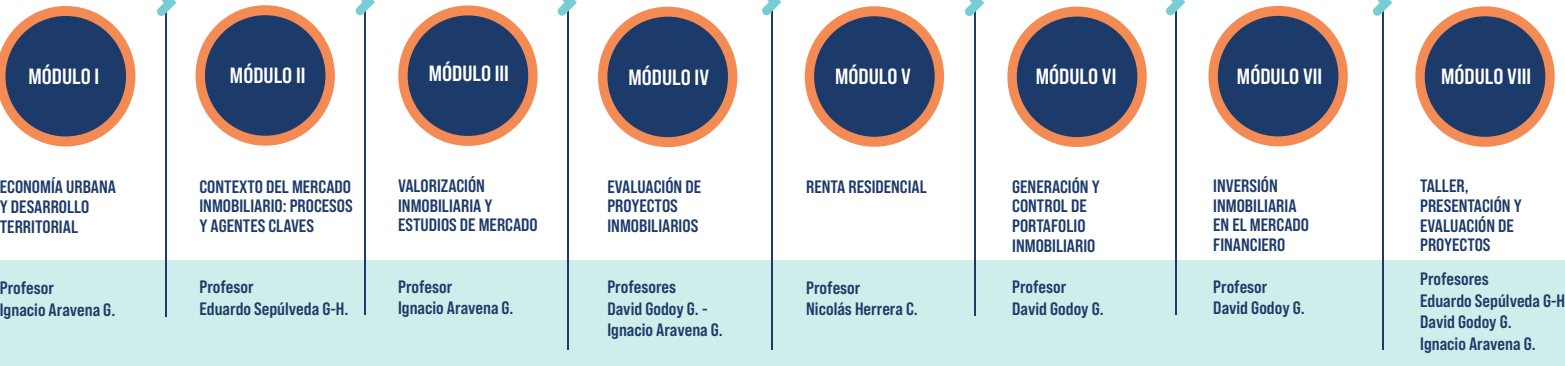 MÓDULO I
ECONOMÍA URBANA
Y DESARROLLO
TERRITORIAL
Profesor
Ignacio Aravena G.
MÓDULO II
CONTEXTO DEL MERCADO
INMOBILIARIO: PROCESOS
Y AGENTES CLAVES
Profesor
Eduardo Sepúlveda G-H.
MÓDULO III
VALORIZACIÓN
INMOBILIARIA Y
ESTUDIOS DE MERCADO
Profesor
Ignacio Aravena G.
MÓDULO IV
EVALUACIÓN DE
PROYECTOS
INMOBILIARIOS
Profesores
David Godoy G. -
Ignacio Aravena G.
MÓDULO V
RENTA RESIDENCIAL
Profesor
Nicolás Herrera C.
MÓDULO VI
GENERACIÓN Y
CONTROL DE
PORTAFOLIO
INMOBILIARIO
Profesor
David Godoy G.
MÓDULO VII
INVERSIÓN
INMOBILIARIA
EN EL MERCADO
FINANCIERO
Profesor
David Godoy G.
MÓDULO VIII
TALLER,
PRESENTACIÓN Y
EVALUACIÓN DE
PROYECTOS
Profesores
Eduardo Sepúlveda G-H
David Godoy G.
Ignacio Aravena G.